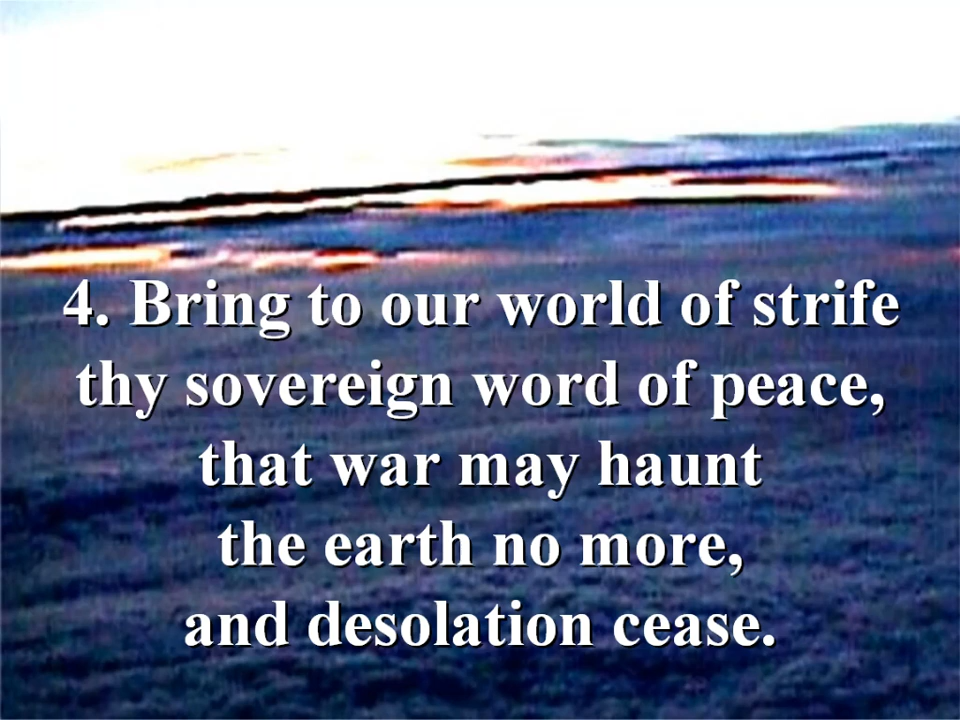 4. Bring to our world of strife
thy sovereign word of peace,
that war may haunt
the earth no more,
and desolation cease.